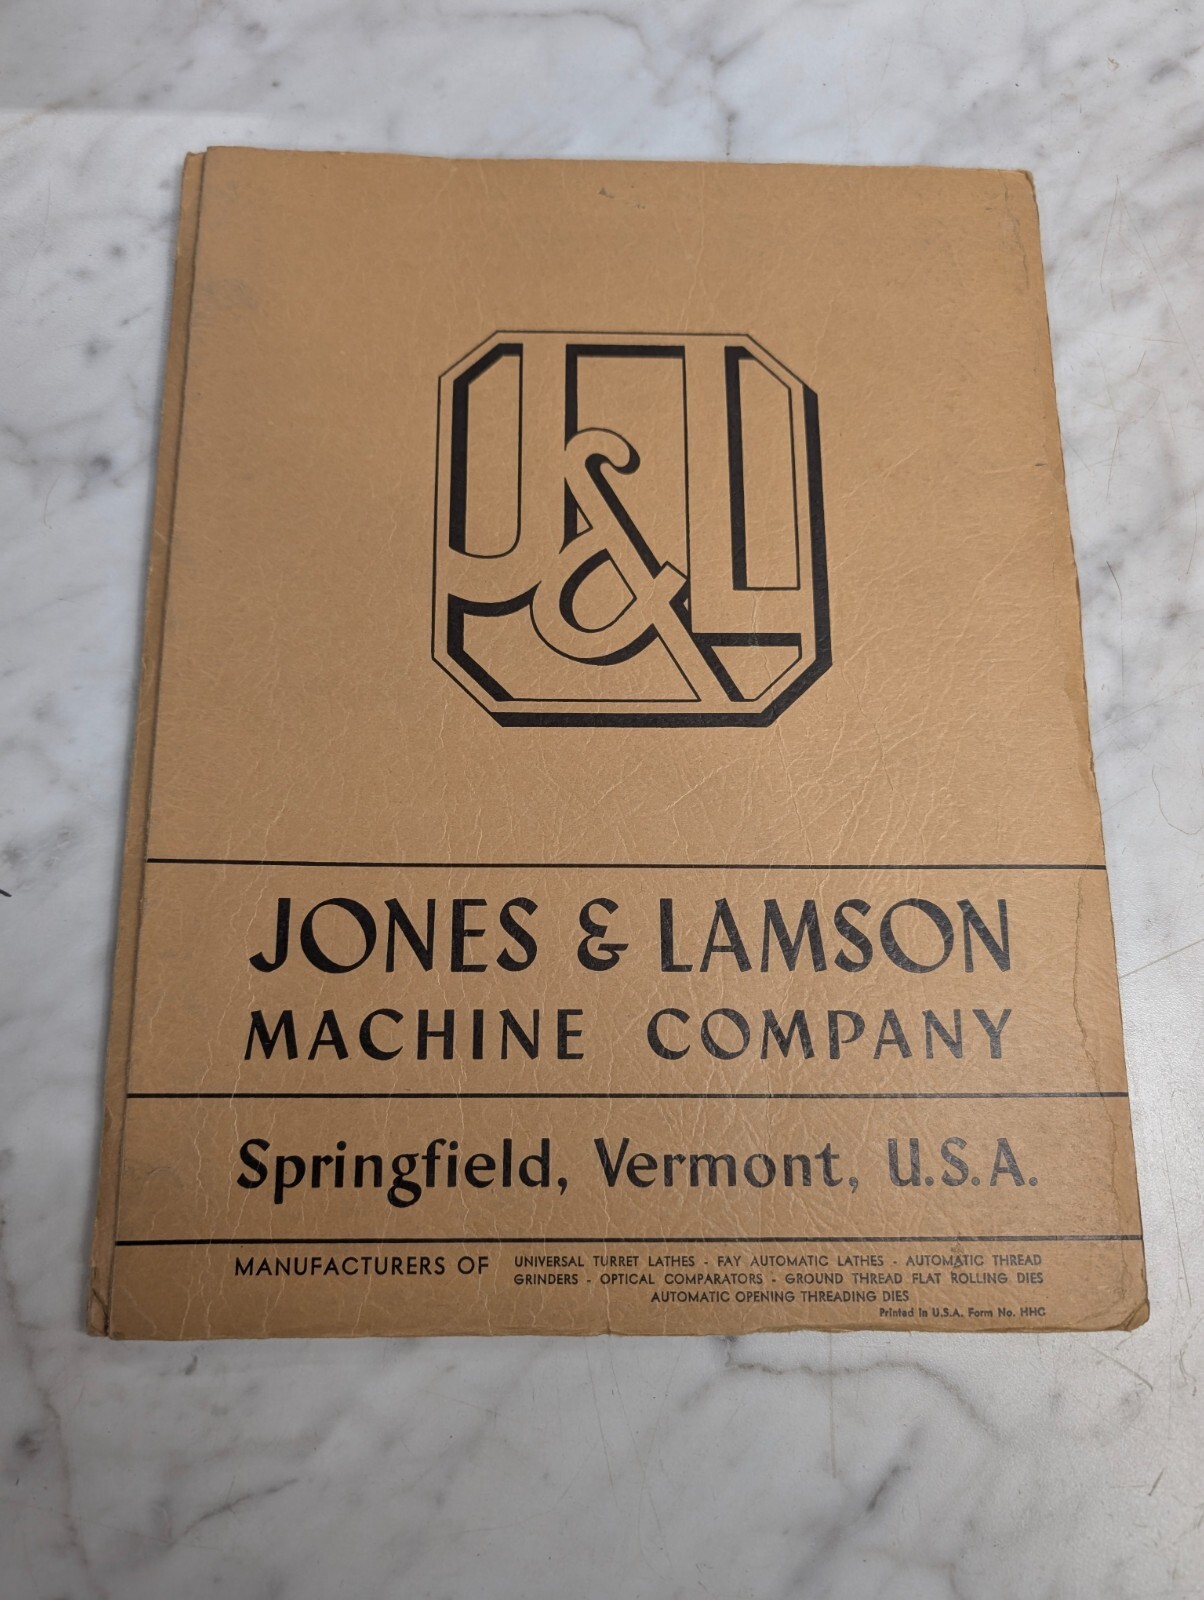 J&L
JONES & LAMSON
MACHINE COMPANY
Springfield, Vermont, U.S.A.
MANUFACTURERS OF UNIVERSAL TURRET LATHES - FAY AUTOMATIC LATHES - AUTOMATIC THREAD
GRINDERS - OPTICAL COMPARATORS - GROUND THREAD FLAT ROLLING DIES
AUTOMATIC OPENING THREADING DIES
Printed in U.S.A. Form No. HHC